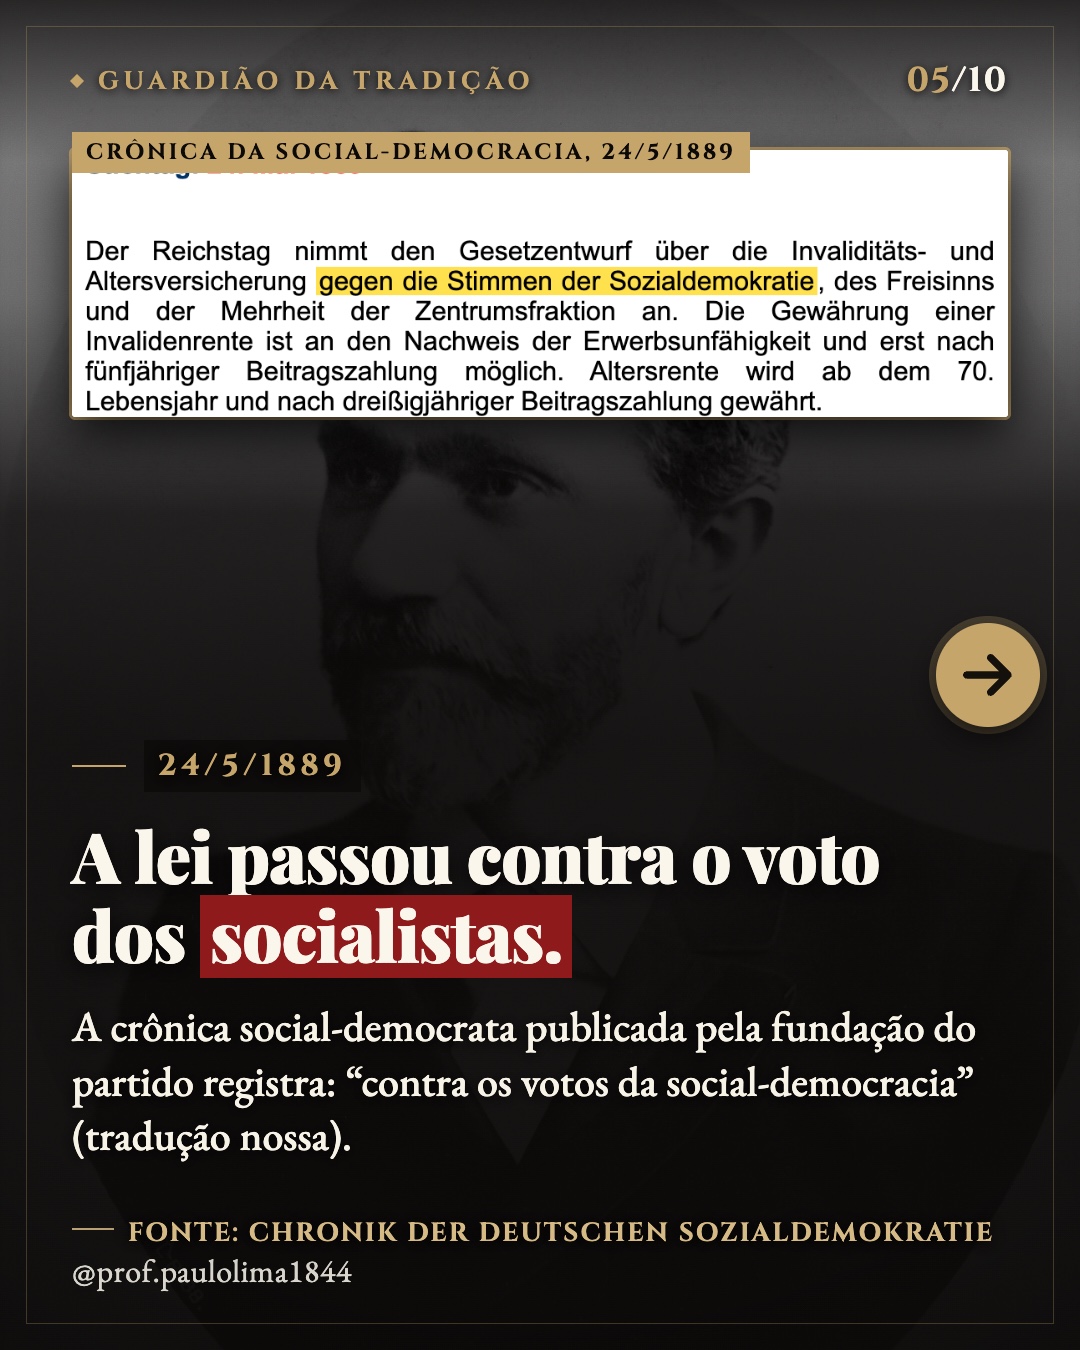 GUARDIÃO DA TRADIÇÃO
05/10
CRÔNICA DA SOCIAL-DEMOCRACIA, 24/5/1889
Der Reichstag nimmt den Gesetzentwurf über die Invaliditäts- und
Altersversicherung gegen die Stimmen der Sozialdemokratie, des Freisinns
und der Mehrheit der Zentrumsfraktion an. Die Gewährung einer
Invalidenrente ist an den Nachweis der Erwerbsunfähigkeit und erst nach
fünfjähriger Beitragszahlung möglich. Altersrente wird ab dem 70.
Lebensjahr und nach dreißigjähriger Beitragszahlung gewährt.
24/5/1889
A lei passou contra o voto
dos socialistas.
A crônica social-democrata publicada pela fundação do
partido registra: “contra os votos da social-democracia”
(tradução nossa).
FONTE: CHRONIK DER DEUTSCHEN SOZIALDEMOKRATIE
@prof.paulolima1844